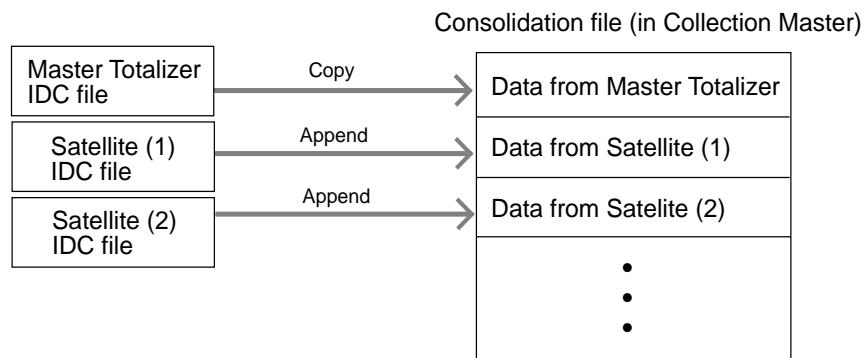 Consolidation file (in Collection Master)
Master Totalizer
IDC file
Copy
Data from Master Totalizer
Satellite (1)
IDC file
Append
Data from Satellite (1)
Satellite (2)
IDC file
Append
Data from Satelite (2)